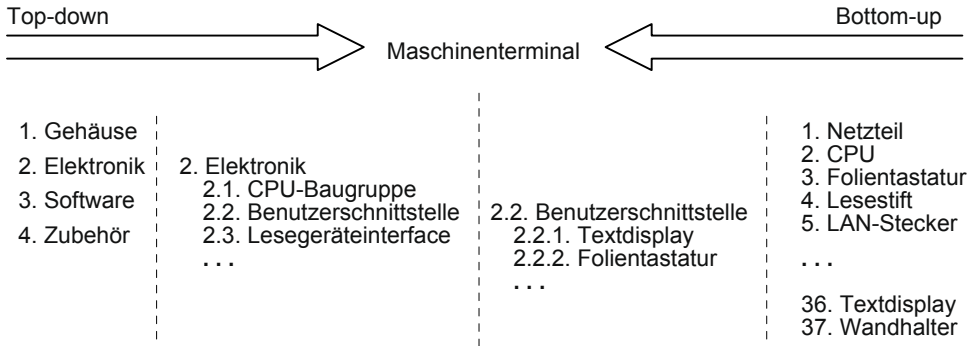 Top-down
Bottom-up
Maschinenterminal
1. Gehäuse
2. Elektronik
3. Software
4. Zubehör
2. Elektronik
2.1. CPU-Baugruppe
2.2. Benutzerschnittstelle
2.3. Lesegeräteinterface
. . .
2.2. Benutzerschnittstelle
2.2.1. Textdisplay
2.2.2. Folientastatur
. . .
1. Netzteil
2. CPU
3. Folientastatur
4. Lesestift
5. LAN-Stecker
. . .
36. Textdisplay
37. Wandhalter